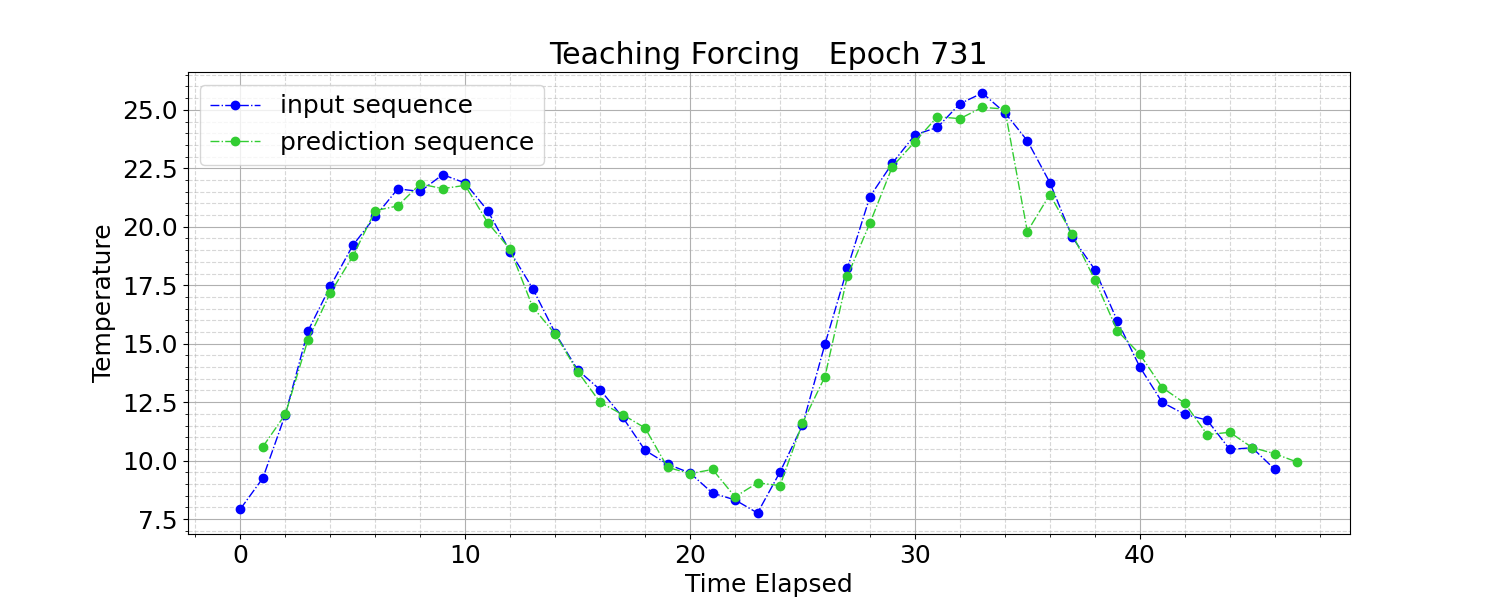 Teaching Forcing   Epoch 731
input sequence
prediction sequence
25.0
22.5
20.0
17.5
15.0
12.5
10.0
7.5
Temperature
0 10 20 30 40
Time Elapsed